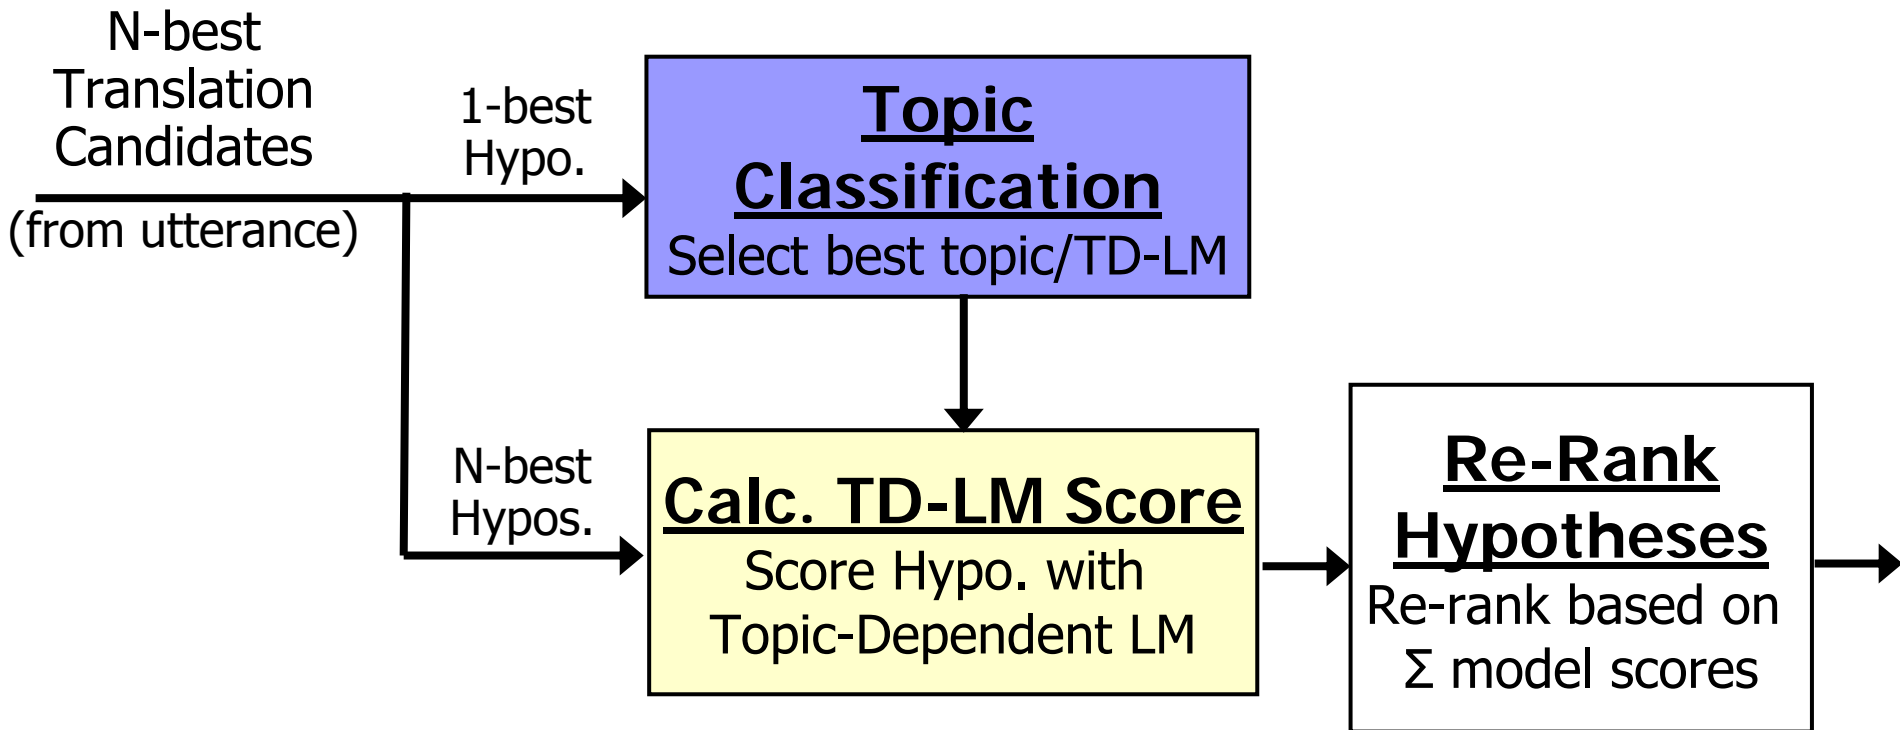 N-best
Translation
Candidates
(from utterance)
1-best
Hypo.
Topic
Classification
Select best topic/TD-LM
N-best
Hypos.
Calc. TD-LM Score
Score Hypo. with
Topic-Dependent LM
Re-Rank
Hypotheses
Re-rank based on
Σ model scores